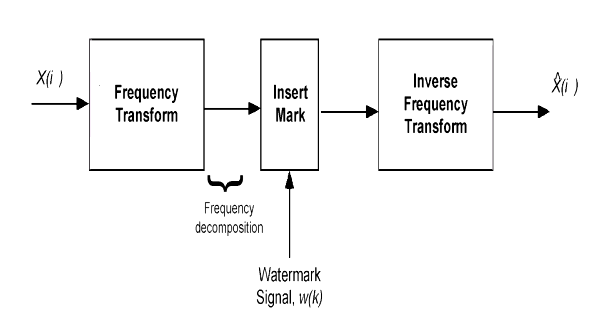 X(i )
Frequency
Transform
Insert
Mark
Inverse
Frequency
Transform
X̂(i )
Frequency
decomposition
Watermark
Signal, w(k)